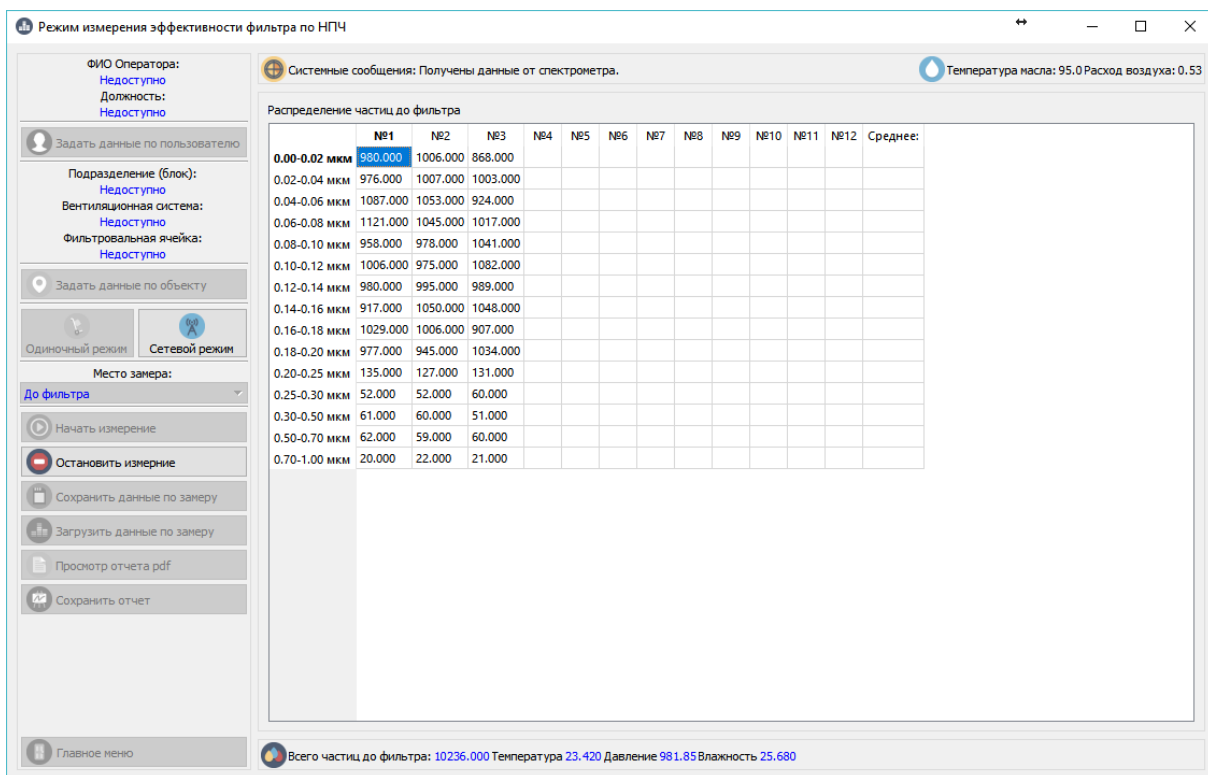 Режим измерения эффективности фильтра по НПЧ
ФИО Оператора:
Недоступно
Должность:
Недоступно
Задать данные по пользователю
Подразделение (блок):
Недоступно
Вентиляционная система:
Недоступно
Фильтровальная ячейка:
Недоступно
Задать данные по объекту
Одиночный режим Сетевой режим
Место замера:
До фильтра
Начать измерение
Остановить измерние
Сохранить данные по замеру
Загрузить данные по замеру
Просмотр отчета pdf
Сохранить отчет
Главное меню
Системные сообщения: Получены данные от спектрометра.
Температура масла: 95.0 Расход воздуха: 0.53
Распределение частиц до фильтра
№1 №2 №3 №4 №5 №6 №7 №8 №9 №10 №11 №12 Среднее:
0.00-0.02 мкм 980.000 1006.000 868.000
0.02-0.04 мкм 976.000 1007.000 1003.000
0.04-0.06 мкм 1087.000 1053.000 924.000
0.06-0.08 мкм 1121.000 1045.000 1017.000
0.08-0.10 мкм 958.000 978.000 1041.000
0.10-0.12 мкм 1006.000 975.000 1082.000
0.12-0.14 мкм 980.000 995.000 989.000
0.14-0.16 мкм 917.000 1050.000 1048.000
0.16-0.18 мкм 1029.000 1006.000 907.000
0.18-0.20 мкм 977.000 945.000 1034.000
0.20-0.25 мкм 135.000 127.000 131.000
0.25-0.30 мкм 52.000 52.000 60.000
0.30-0.50 мкм 61.000 60.000 51.000
0.50-0.70 мкм 62.000 59.000 60.000
0.70-1.00 мкм 20.000 22.000 21.000
Всего частиц до фильтра: 10236.000 Температура 23.420 Давление 981.85 Влажность 25.680